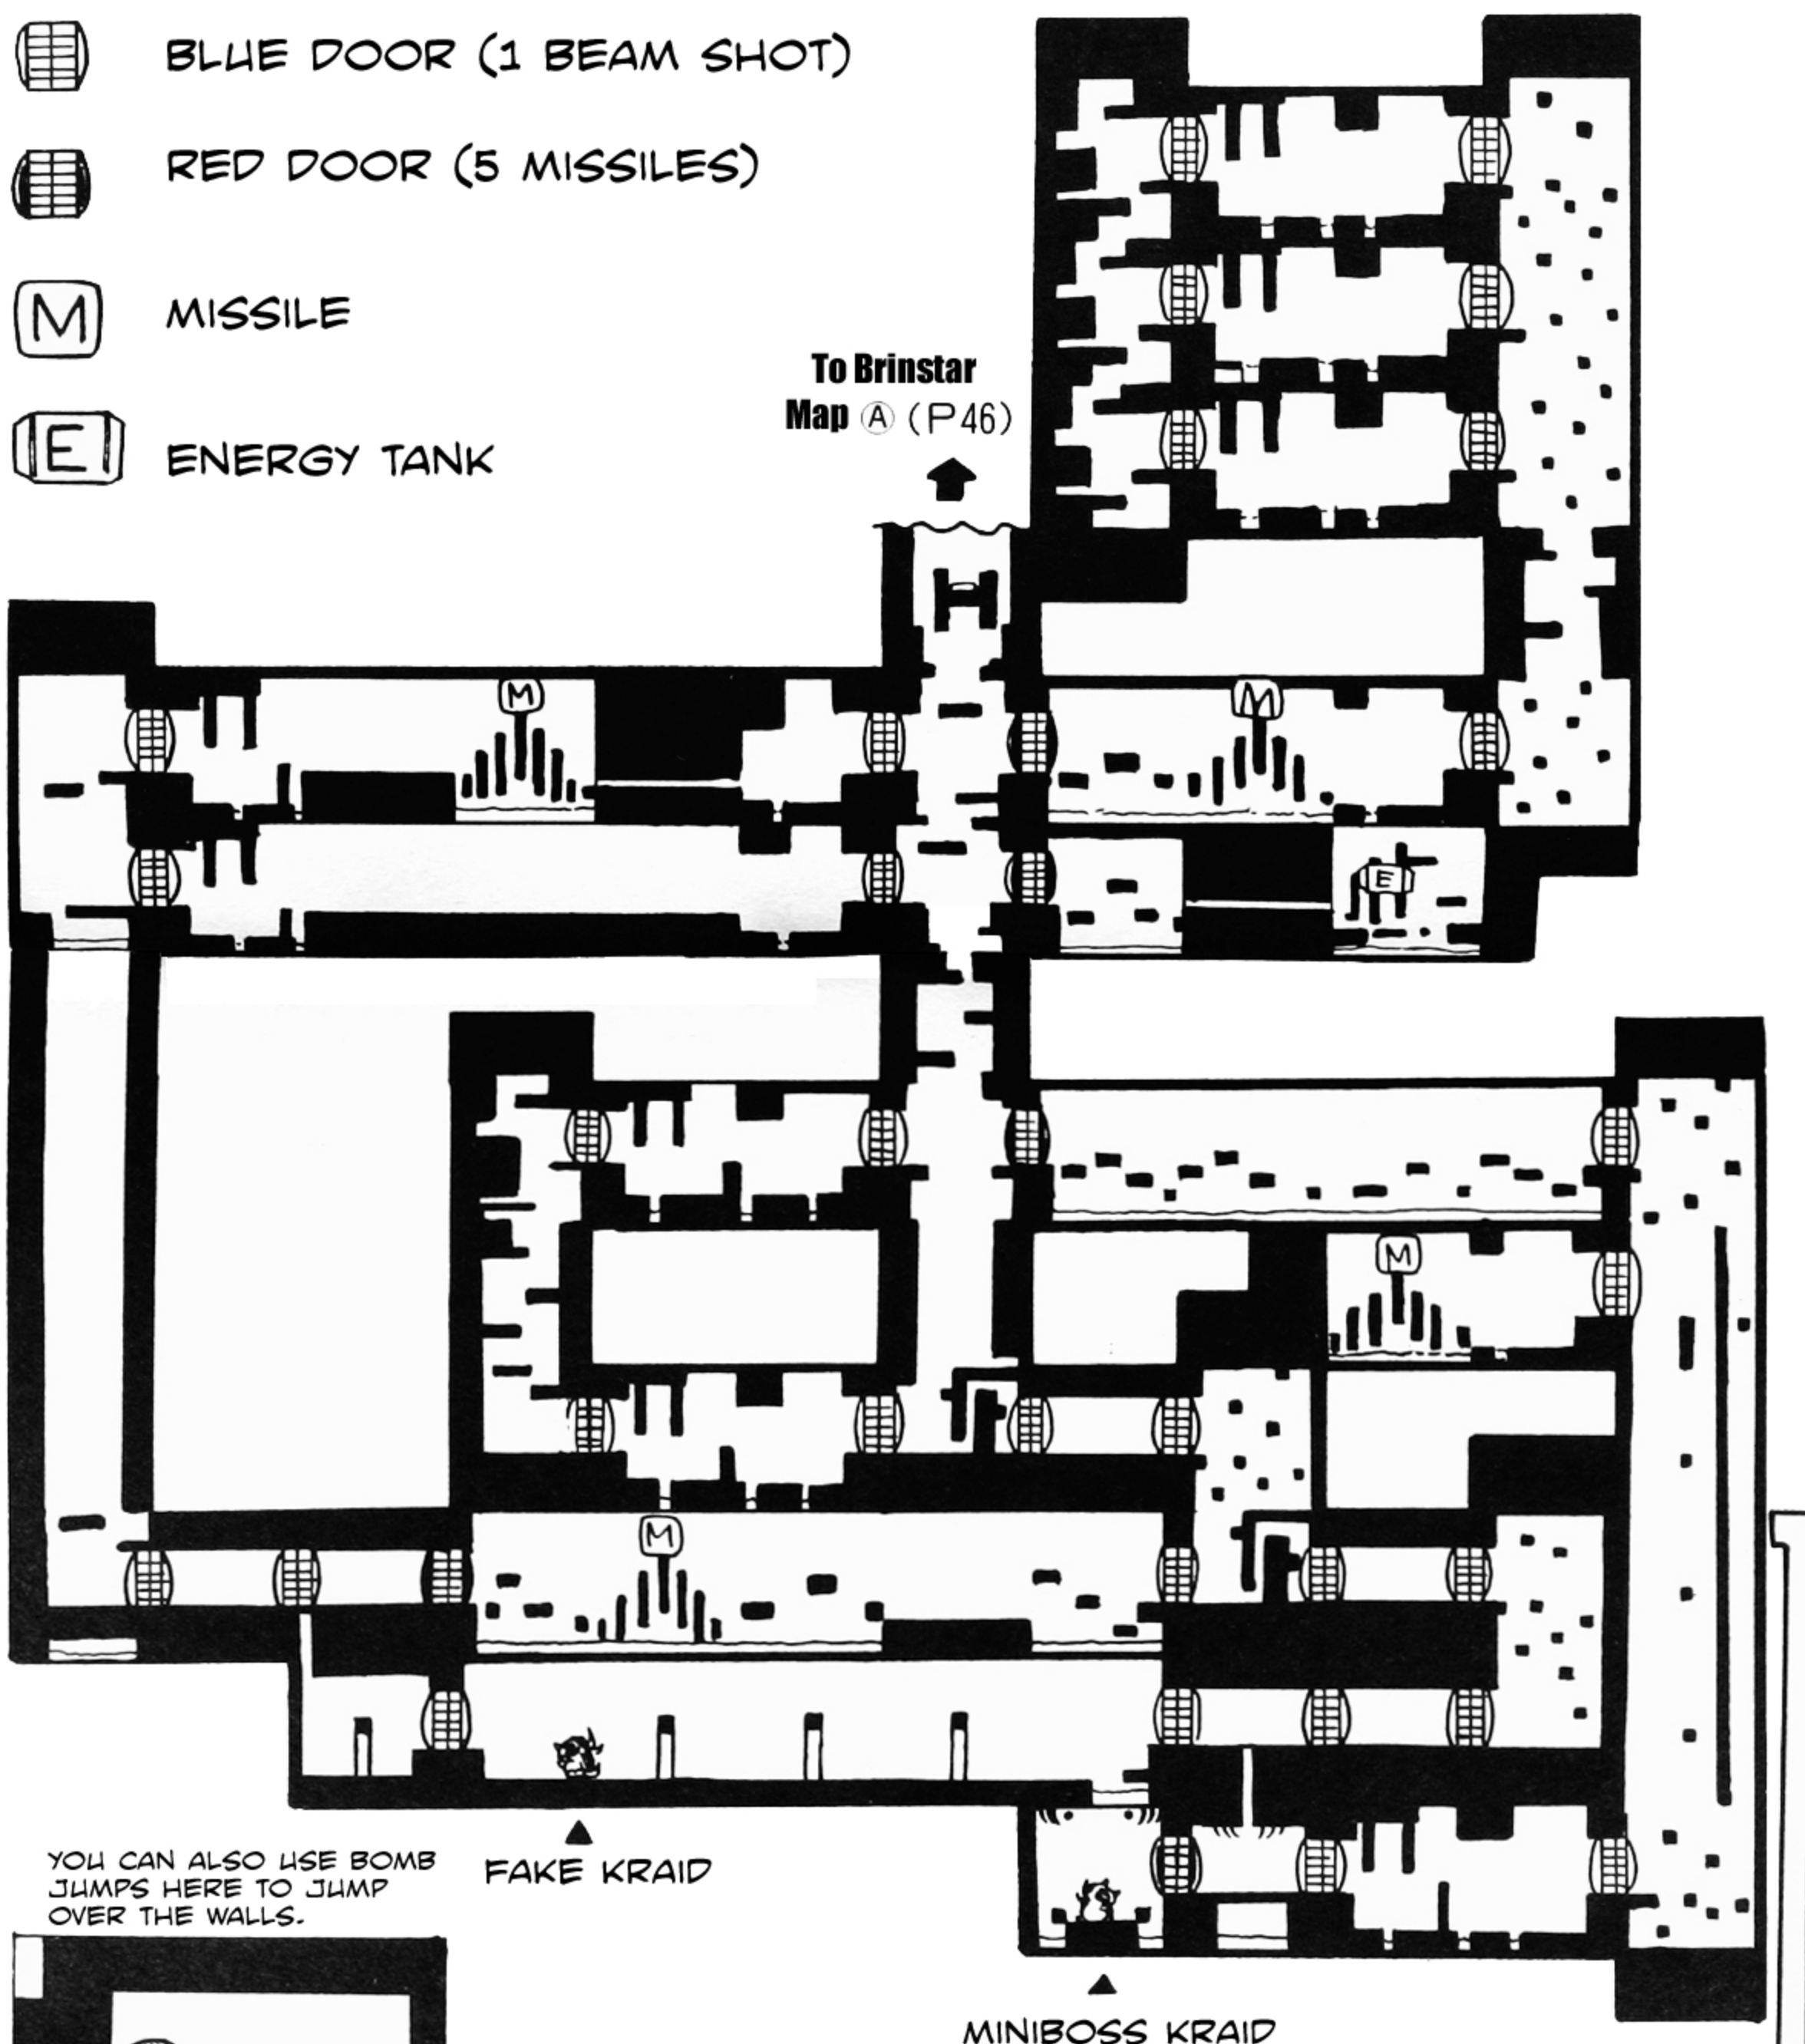 BLUE DOOR (1 BEAM SHOT)
RED DOOR (5 MISSILES)
M
MISSILE
E
ENERGY TANK
To Brinstar
Map Ⓐ (P46)
M
M
E
M
M
YOU CAN ALSO USE BOMB
JUMPS HERE TO JUMP
OVER THE WALLS.
FAKE KRAID
MINIBOSS KRAID